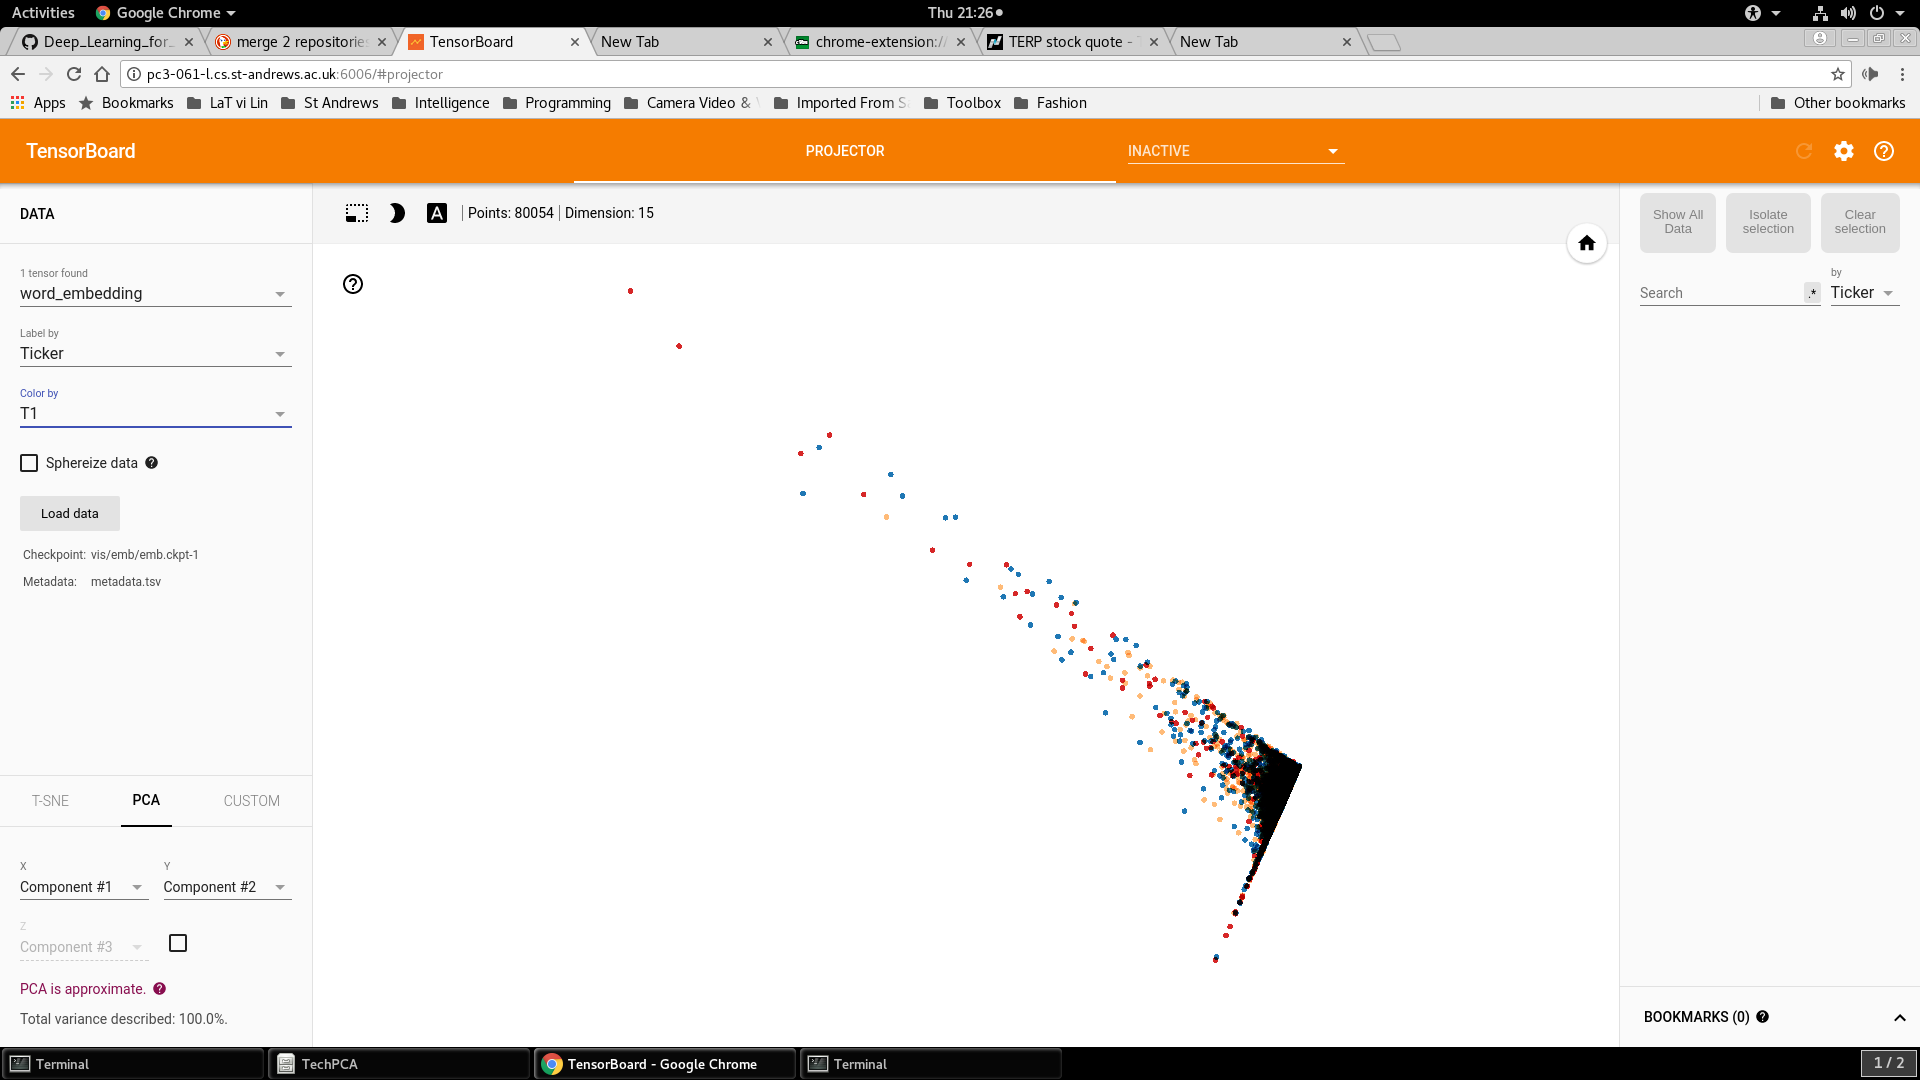 Activities Google Chrome Thu 21:26
Deep_Learning_for_ merge 2 repositories TensorBoard New Tab chrome-extension:// TERP stock quote - New Tab
pc3-061-l.cs.st-andrews.ac.uk:6006/#projector
Apps Bookmarks LaT vi Lin St Andrews Intelligence Programming Camera Video & Imported From Toolbox Fashion Other bookmarks
TensorBoard PROJECTOR INACTIVE
DATA
A Points: 80054 Dimension: 15
Show All Data
Isolate selection
Clear selection
1 tensor found
word_embedding
Label by
Ticker
Color by
T1
Sphereize data
Load data
Checkpoint: vis/emb/emb.ckpt-1
Metadata: metadata.tsv
by
Search .* Ticker
T-SNE PCA CUSTOM
X Y
Component #1 Component #2
Z
Component #3
PCA is approximate.
Total variance described: 100.0%.
BOOKMARKS (0)
Terminal TechPCA TensorBoard - Google Chrome Terminal 1 / 2